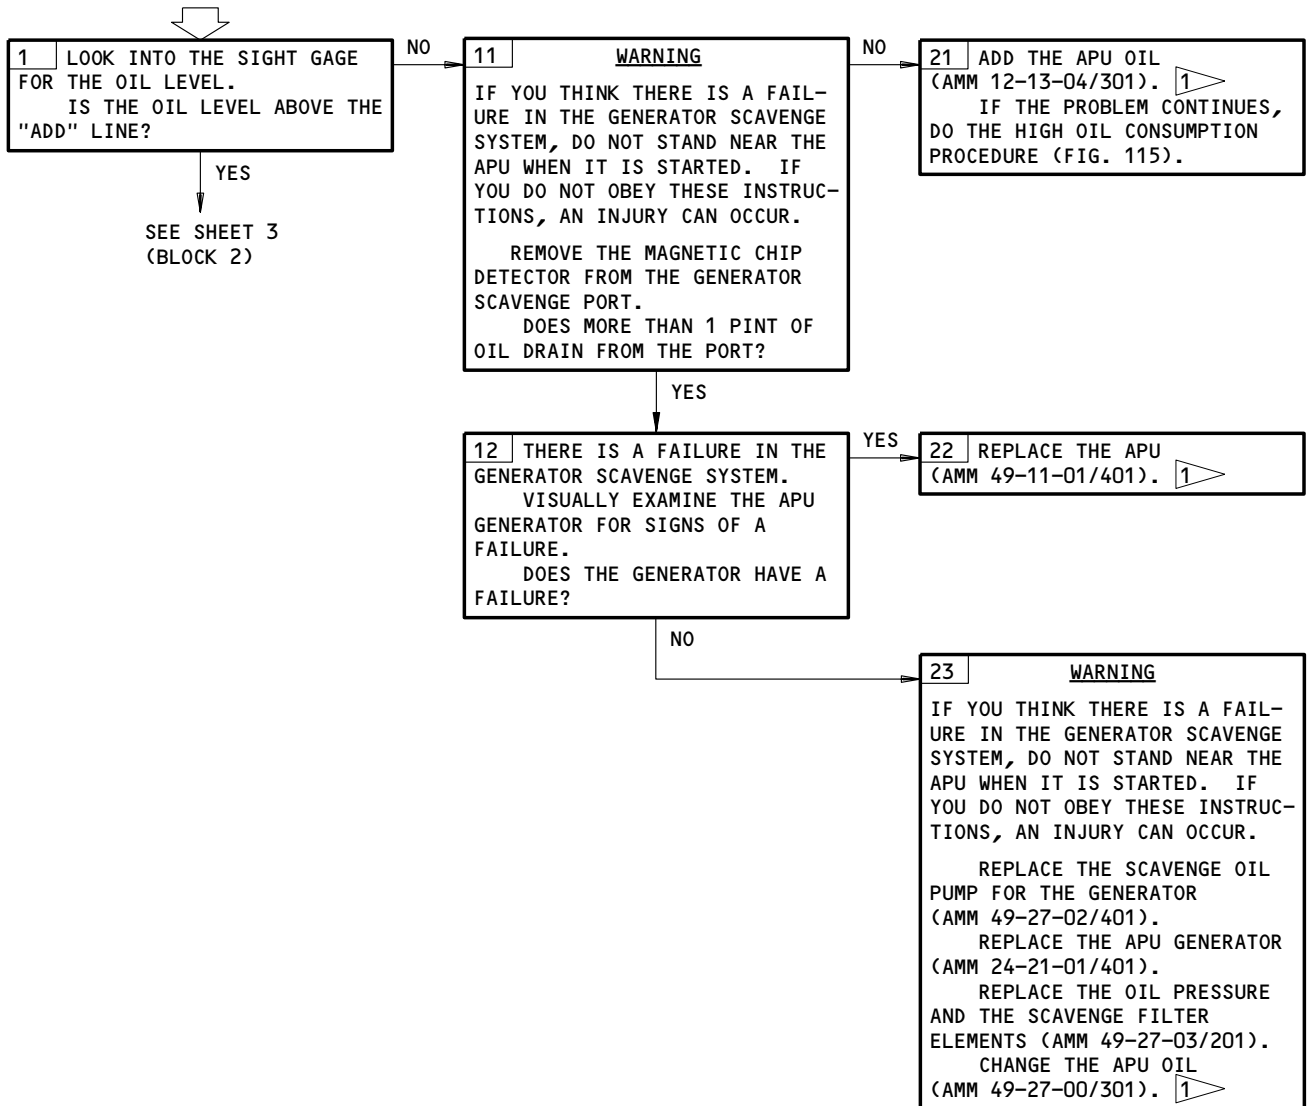 1 LOOK INTO THE SIGHT GAGE
FOR THE OIL LEVEL.
IS THE OIL LEVEL ABOVE THE
"ADD" LINE?
NO
YES
SEE SHEET 3
(BLOCK 2)
11 WARNING
IF YOU THINK THERE IS A FAIL-
URE IN THE GENERATOR SCAVENGE
SYSTEM, DO NOT STAND NEAR THE
APU WHEN IT IS STARTED. IF
YOU DO NOT OBEY THESE INSTRUC-
TIONS, AN INJURY CAN OCCUR.
REMOVE THE MAGNETIC CHIP
DETECTOR FROM THE GENERATOR
SCAVENGE PORT.
DOES MORE THAN 1 PINT OF
OIL DRAIN FROM THE PORT?
NO
YES
21 ADD THE APU OIL
(AMM 12-13-04/301). 1
IF THE PROBLEM CONTINUES,
DO THE HIGH OIL CONSUMPTION
PROCEDURE (FIG. 115).
12 THERE IS A FAILURE IN THE
GENERATOR SCAVENGE SYSTEM.
VISUALLY EXAMINE THE APU
GENERATOR FOR SIGNS OF A
FAILURE.
DOES THE GENERATOR HAVE A
FAILURE?
YES
NO
22 REPLACE THE APU
(AMM 49-11-01/401). 1
23 WARNING
IF YOU THINK THERE IS A FAIL-
URE IN THE GENERATOR SCAVENGE
SYSTEM, DO NOT STAND NEAR THE
APU WHEN IT IS STARTED. IF
YOU DO NOT OBEY THESE INSTRUC-
TIONS, AN INJURY CAN OCCUR.
REPLACE THE SCAVENGE OIL
PUMP FOR THE GENERATOR
(AMM 49-27-02/401).
REPLACE THE APU GENERATOR
(AMM 24-21-01/401).
REPLACE THE OIL PRESSURE
AND THE SCAVENGE FILTER
ELEMENTS (AMM 49-27-03/201).
CHANGE THE APU OIL
(AMM 49-27-00/301). 1